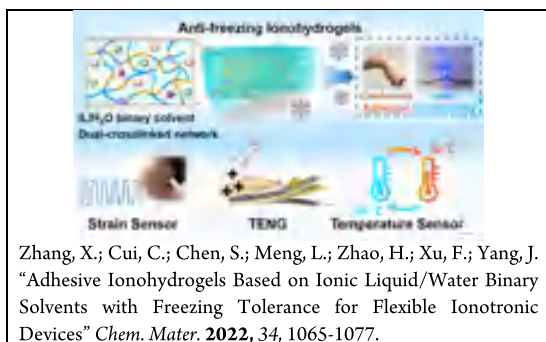 Anti-freezing Ionohydrogels
IL/H₂O binary solvent
Dual-crosslinked network
Strain Sensor
TENG
Temperature Sensor
Zhang, X.; Cui, C.; Chen, S.; Meng, L.; Zhao, H.; Xu, F.; Yang, J.
“Adhesive Ionohydrogels Based on Ionic Liquid/Water Binary
Solvents with Freezing Tolerance for Flexible Ionotronic
Devices” Chem. Mater. 2022, 34, 1065-1077.